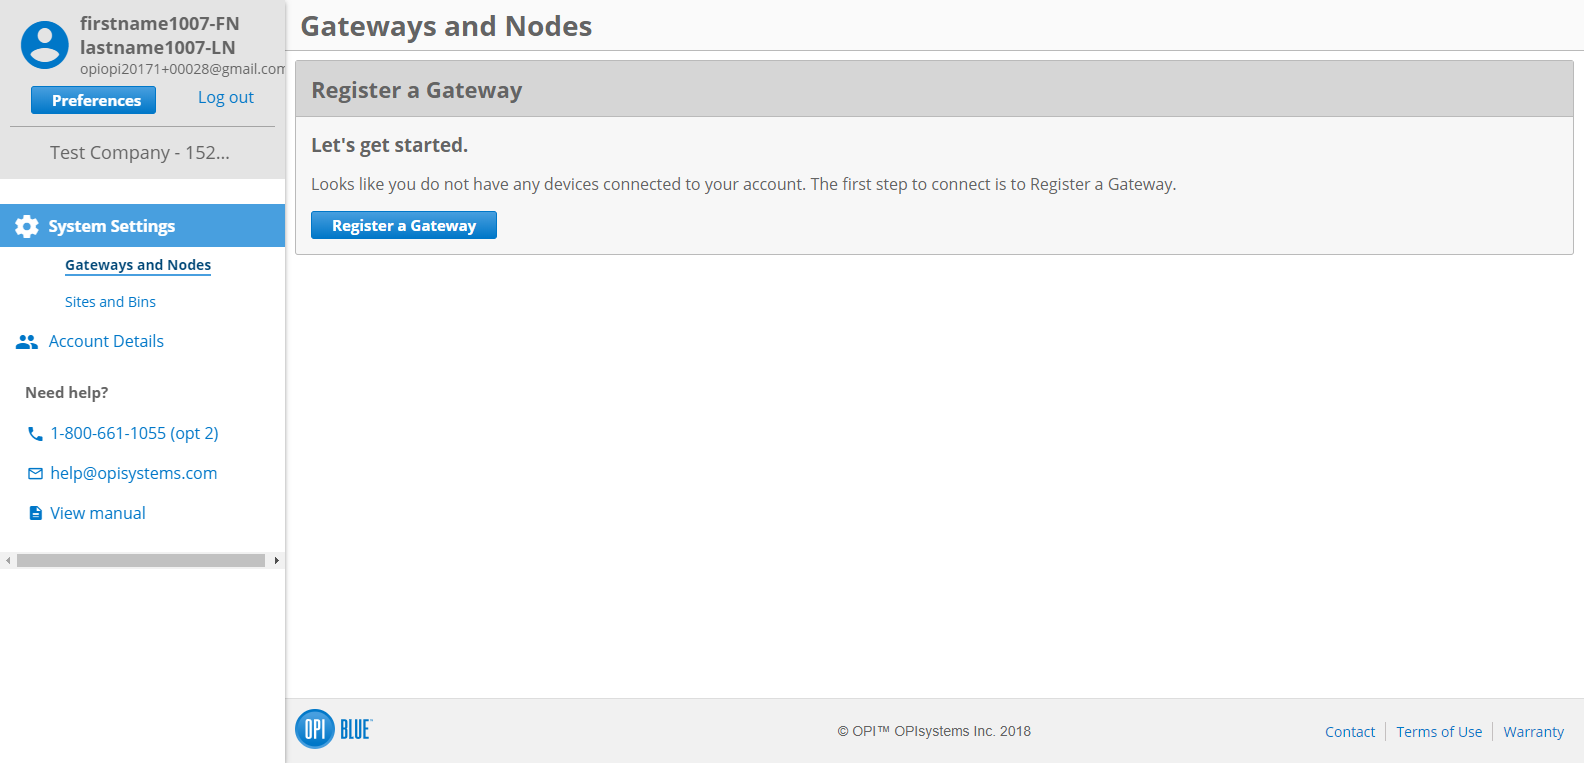 firstname1007-FN
lastname1007-LN
opiopi20171+00028@gmail.com
Preferences
Log out
Test Company - 152...
System Settings
Gateways and Nodes
Sites and Bins
Account Details
Need help?
1-800-661-1055 (opt 2)
help@opisystems.com
View manual
Gateways and Nodes
Register a Gateway
Let's get started.
Looks like you do not have any devices connected to your account. The first step to connect is to Register a Gateway.
Register a Gateway
OPI BLUE™
© OPI™ OPIsystems Inc. 2018
Contact
Terms of Use
Warranty